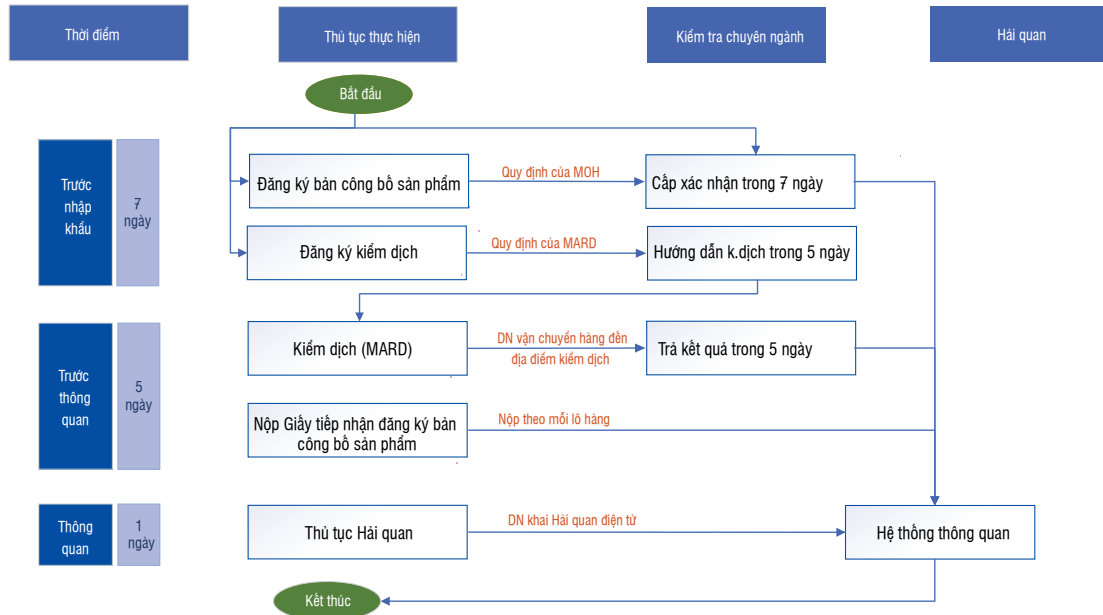 Thời điểm
Thủ tục thực hiện
Kiểm tra chuyên ngành
Hải quan
Bắt đầu
Trước
nhập
khẩu
7
ngày
Đăng ký bản công bố sản phẩm
Quy định của MOH
Cấp xác nhận trong 7 ngày
Đăng ký kiểm dịch
Quy định của MARD
Hướng dẫn k.dịch trong 5 ngày
Trước
thông
quan
5
ngày
Kiểm dịch (MARD)
DN vận chuyển hàng đến
địa điểm kiểm dịch
Trả kết quả trong 5 ngày
Nộp Giấy tiếp nhận đăng ký bản
công bố sản phẩm
Nộp theo mỗi lô hàng
Thông
quan
1
ngày
Thủ tục Hải quan
DN khai Hải quan điện tử
Hệ thống thông quan
Kết thúc